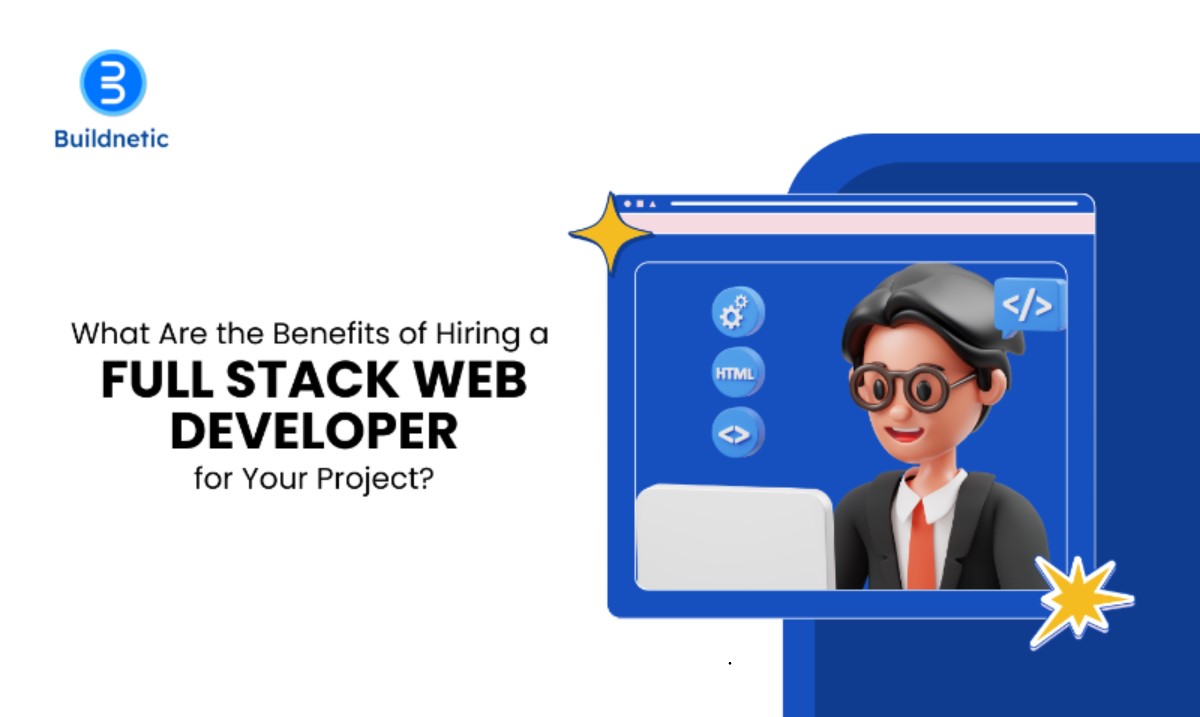 Buildnetic
What Are the Benefits of Hiring a
FULL STACK WEB
DEVELOPER
for Your Project?
</>
HTML
<>